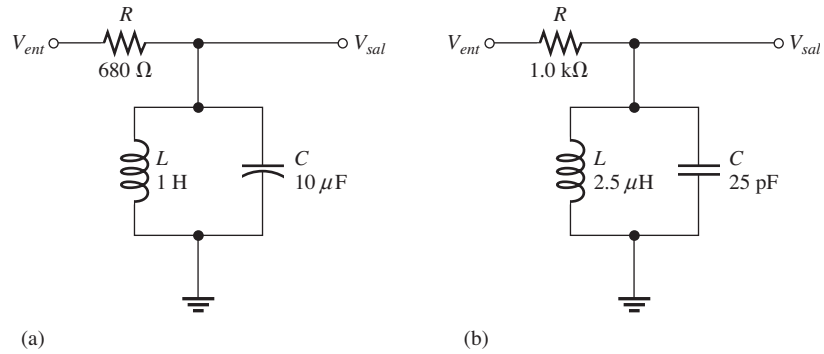 R
V_ent
V_sal
680 Ω
L
1 H
C
10 μF
(a)
R
V_ent
V_sal
1.0 kΩ
L
2.5 μH
C
25 pF
(b)